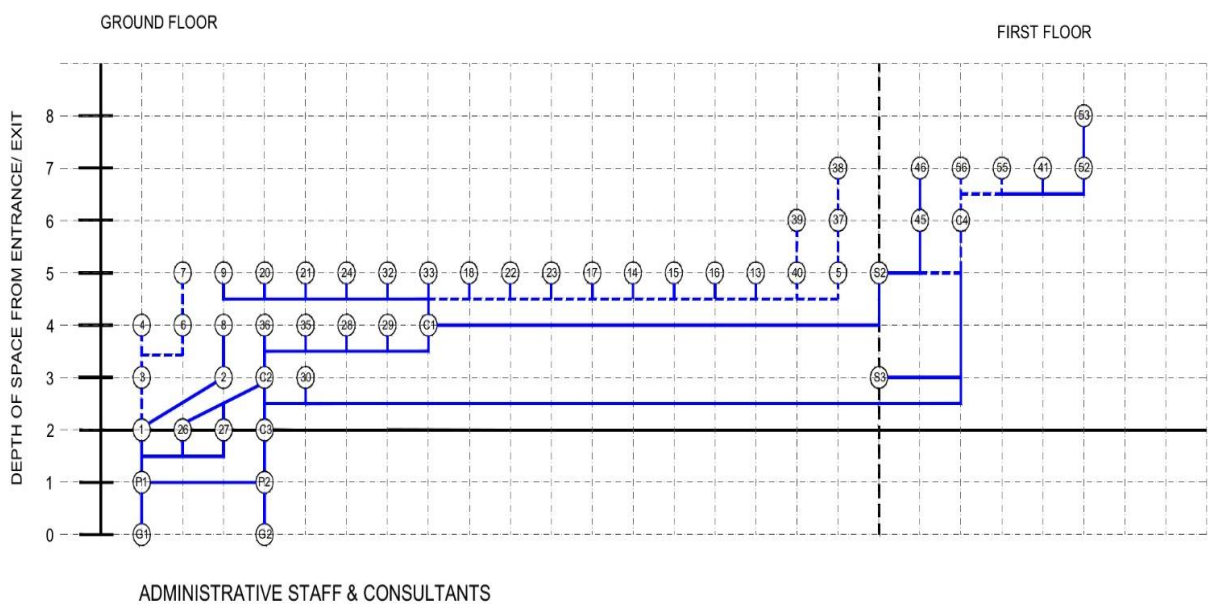 GROUND FLOOR
FIRST FLOOR
DEPTH OF SPACE FROM ENTRANCE/ EXIT
8 53
7 38 46 56 55 41 52
6 39 37 45 C4
5 7 9 20 21 24 32 33 18 22 23 17 14 15 16 13 40 5 S2
4 4 6 8 36 35 28 29 C1
3 3 2 C2 30 S3
2 1 26 27 C3
1 P.1 P.2
0 G1 G2
ADMINISTRATIVE STAFF & CONSULTANTS